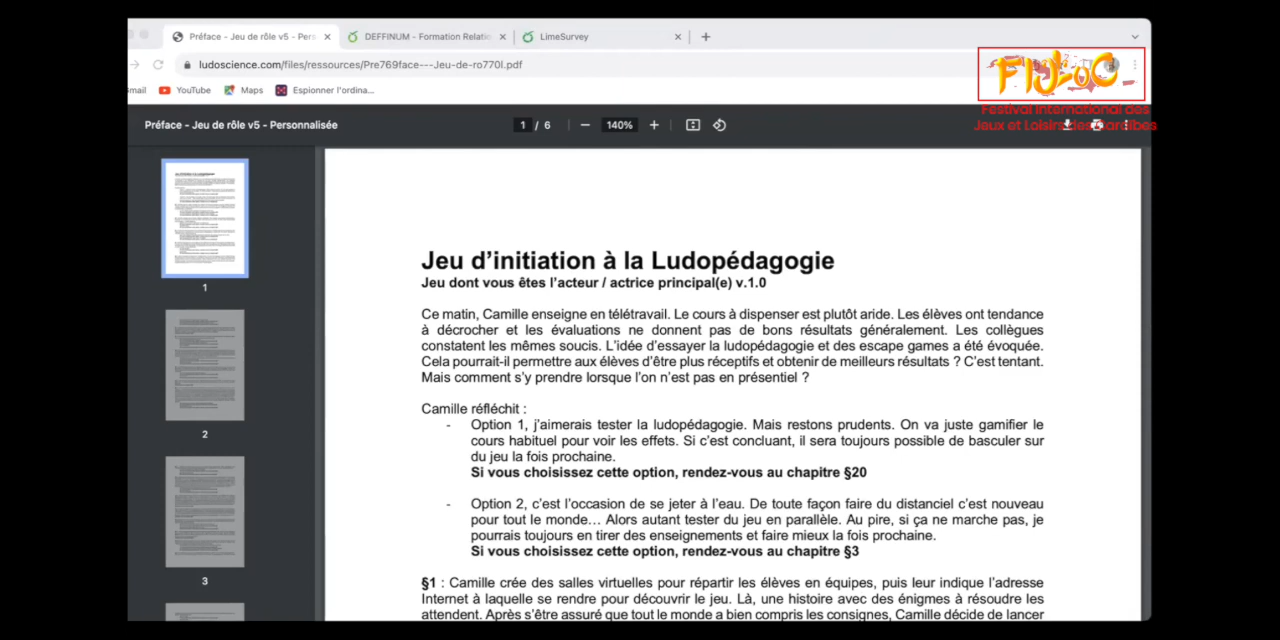 Préface - Jeu de rôle v5 - Pers
DEFFINUM - Formation Relatio
LimeSurvey
ludoscience.com/files/ressources/Pre769face---Jeu-de-ro770l.pdf
mail
YouTube
Maps
Espionner l'ordina...
FIJLOC
Festival International des
Jeux et Loisirs des Caraïbes
Préface - Jeu de rôle v5 - Personnalisée
1 / 6
140%
1
2
3
Jeu d’initiation à la Ludopédagogie
Jeu dont vous êtes l’acteur / actrice principal(e) v.1.0
Ce matin, Camille enseigne en télétravail. Le cours à dispenser est plutôt aride. Les élèves ont tendance
à décrocher et les évaluations ne donnent pas de bons résultats généralement. Les collègues
constatent les mêmes soucis. L’idée d’essayer la ludopédagogie et des escape games a été évoquée.
Cela pourrait-il permettre aux élèves d’être plus réceptifs et obtenir de meilleurs résultats ? C’est tentant.
Mais comment s’y prendre lorsque l’on n’est pas en présentiel ?
Camille réfléchit :
- Option 1, j’aimerais tester la ludopédagogie. Mais restons prudents. On va juste gamifier le
cours habituel pour voir les effets. Si c’est concluant, il sera toujours possible de basculer sur
du jeu la fois prochaine.
Si vous choisissez cette option, rendez-vous au chapitre §20
- Option 2, c’est l’occasion de se jeter à l’eau. De toute façon faire du distanciel c’est nouveau
pour tout le monde… Alors autant tester du jeu en parallèle. Au pire, si ça ne marche pas, je
pourrais toujours en tirer des enseignements et faire mieux la fois prochaine.
Si vous choisissez cette option, rendez-vous au chapitre §3
§1 : Camille crée des salles virtuelles pour répartir les élèves en équipes, puis leur indique l’adresse
Internet à laquelle se rendre pour découvrir le jeu. Là, une histoire avec des énigmes à résoudre les
attendent. Après s’être assuré que tout le monde a bien compris les consignes, Camille décide de lancer